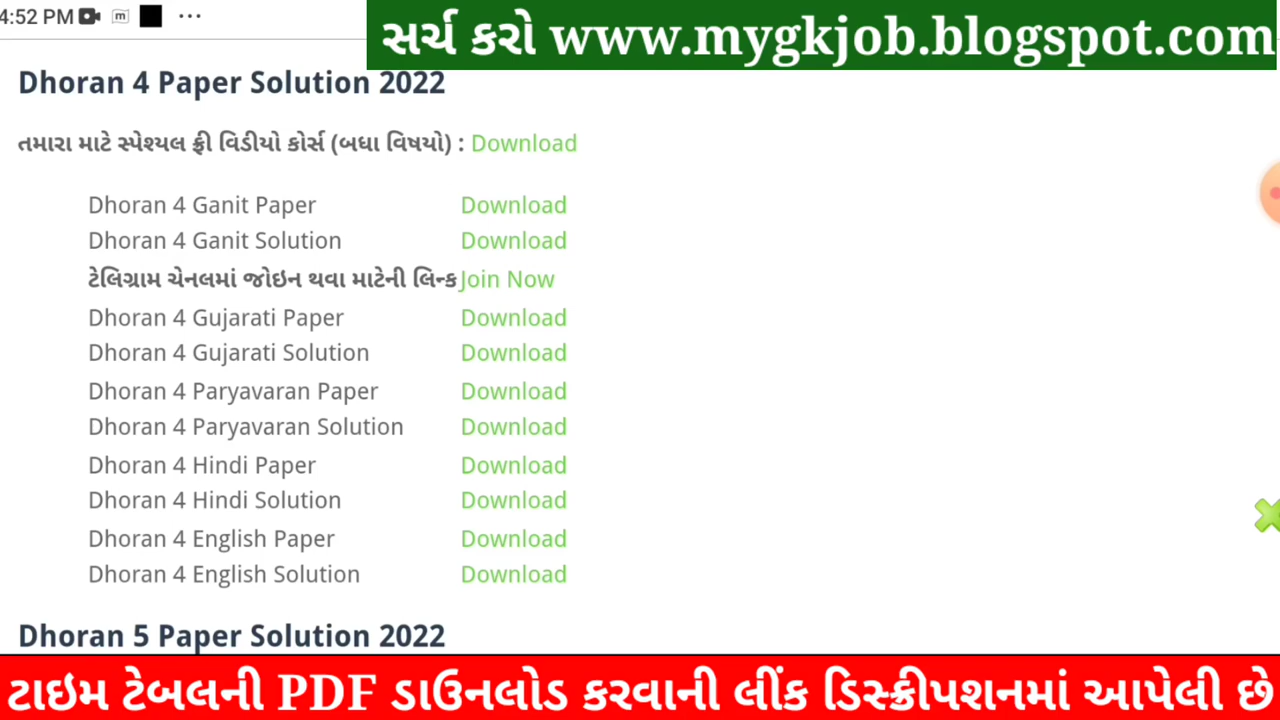 4:52 PM
સર્ચ કરો www.mygkjob.blogspot.com
Dhoran 4 Paper Solution 2022
તમારા માટે સ્પેશ્યલ ફ્રી વિડીયો કોર્સ (બધા વિષયો) : Download
Dhoran 4 Ganit Paper Download
Dhoran 4 Ganit Solution Download
ટેલિગ્રામ ચેનલમાં જોઇન થવા માટેની લિન્ક Join Now
Dhoran 4 Gujarati Paper Download
Dhoran 4 Gujarati Solution Download
Dhoran 4 Paryavaran Paper Download
Dhoran 4 Paryavaran Solution Download
Dhoran 4 Hindi Paper Download
Dhoran 4 Hindi Solution Download
Dhoran 4 English Paper Download
Dhoran 4 English Solution Download
Dhoran 5 Paper Solution 2022
ટાઇમ ટેબલની PDF ડાઉનલોડ કરવાની લીંક ડિસ્ક્રીપશનમાં આપેલી છે